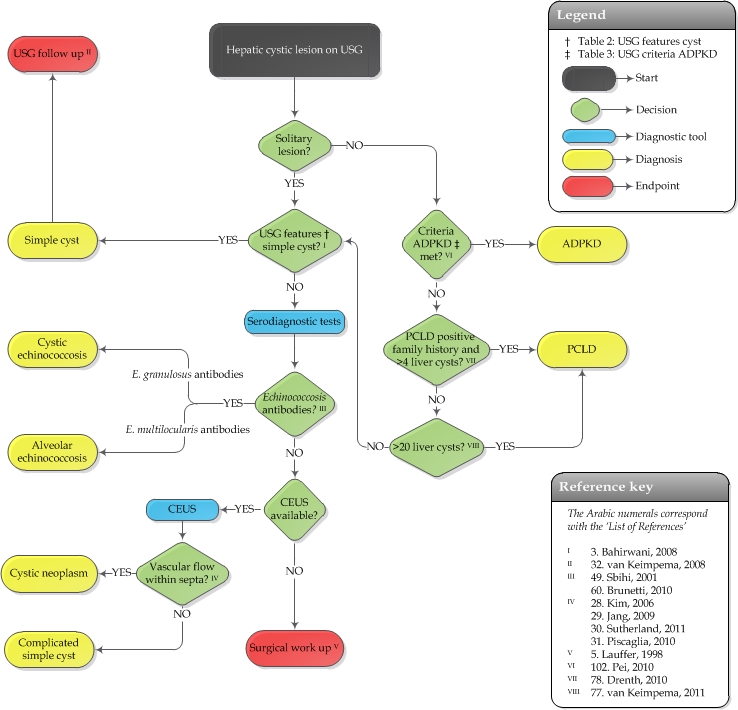 USG follow up II
Hepatic cystic lesion on USG
Legend
† Table 2: USG features cyst
‡ Table 3: USG criteria ADPKD
Start
Decision
Diagnostic tool
Diagnosis
Endpoint
Solitary
lesion?
NO
YES
Simple cyst
YES
USG features †
simple cyst? I
Criteria
ADPKD ‡
met? VI
YES
ADPKD
NO
NO
Serodiagnostic tests
Cystic
echinococcosis
PCLD positive
family history and
>4 liver cysts? VII
YES
PCLD
E. granulosus antibodies
YES
Echinococcosis
antibodies? III
NO
E. multilocularis antibodies
Alveolar
echinococcosis
NO
NO
>20 liver cysts? VIII
YES
CEUS
YES
CEUS
available?
Cystic neoplasm
YES
Vascular flow
within septa? IV
NO
NO
Complicated
simple cyst
Surgical work up V
Reference key
The Arabic numerals correspond
with the 'List of References'
I 3. Bahirwani, 2008
II 32. van Keimpema, 2008
III 49. Sbihi, 2001
60. Brunetti, 2010
IV 28. Kim, 2006
29. Jang, 2009
30. Sutherland, 2011
31. Piscaglia, 2010
V 5. Lauffer, 1998
VI 102. Pei, 2010
VII 78. Drenth, 2010
VIII 77. van Keimpema, 2011